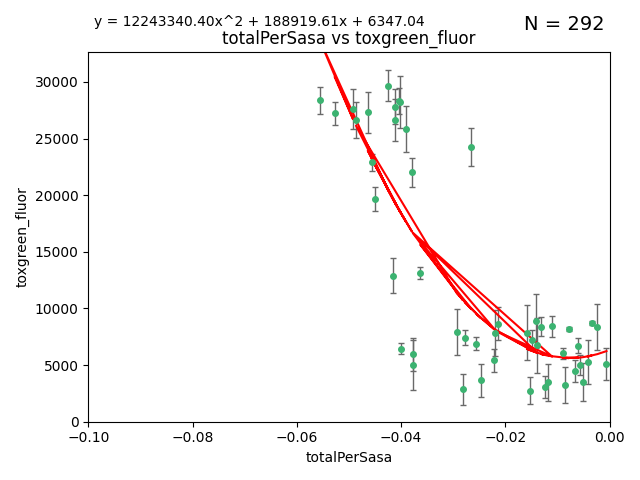 y = 12243340.40x^2 + 188919.61x + 6347.04
N = 292
totalPerSasa vs toxgreen_fluor
30000
25000
20000
15000
10000
5000
0
toxgreen_fluor
−0.10 −0.08 −0.06 −0.04 −0.02 0.00
totalPerSasa